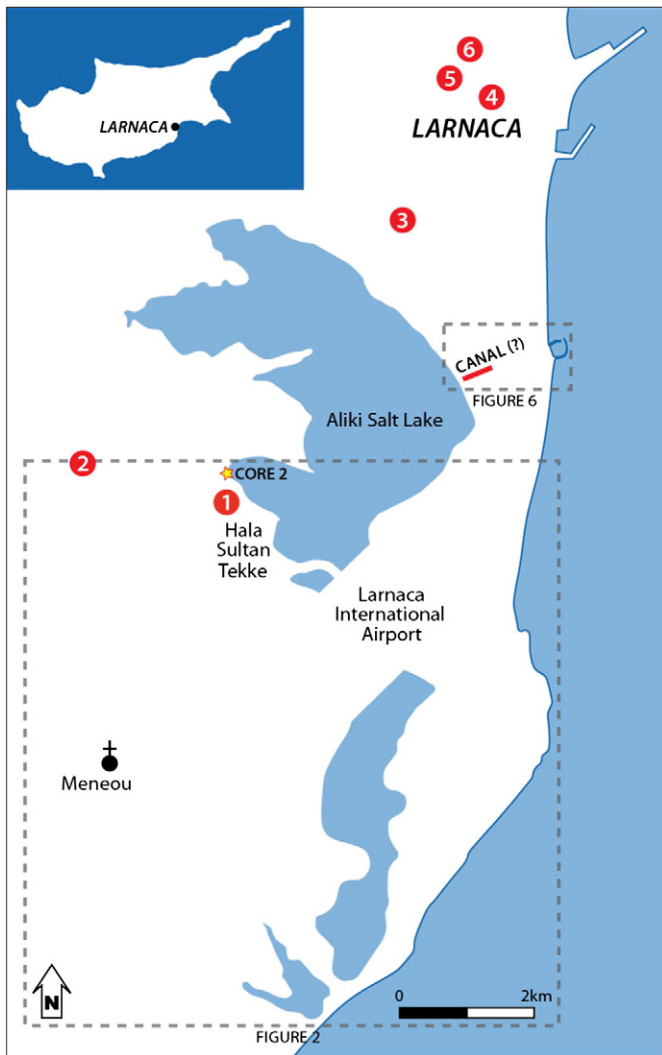 LARNACA
6
5
4
LARNACA
3
CANAL (?)
FIGURE 6
Aliki Salt Lake
2
CORE 2
1
Hala
Sultan
Tekke
Larnaca
International
Airport
Meneou
N
0
2km
FIGURE 2